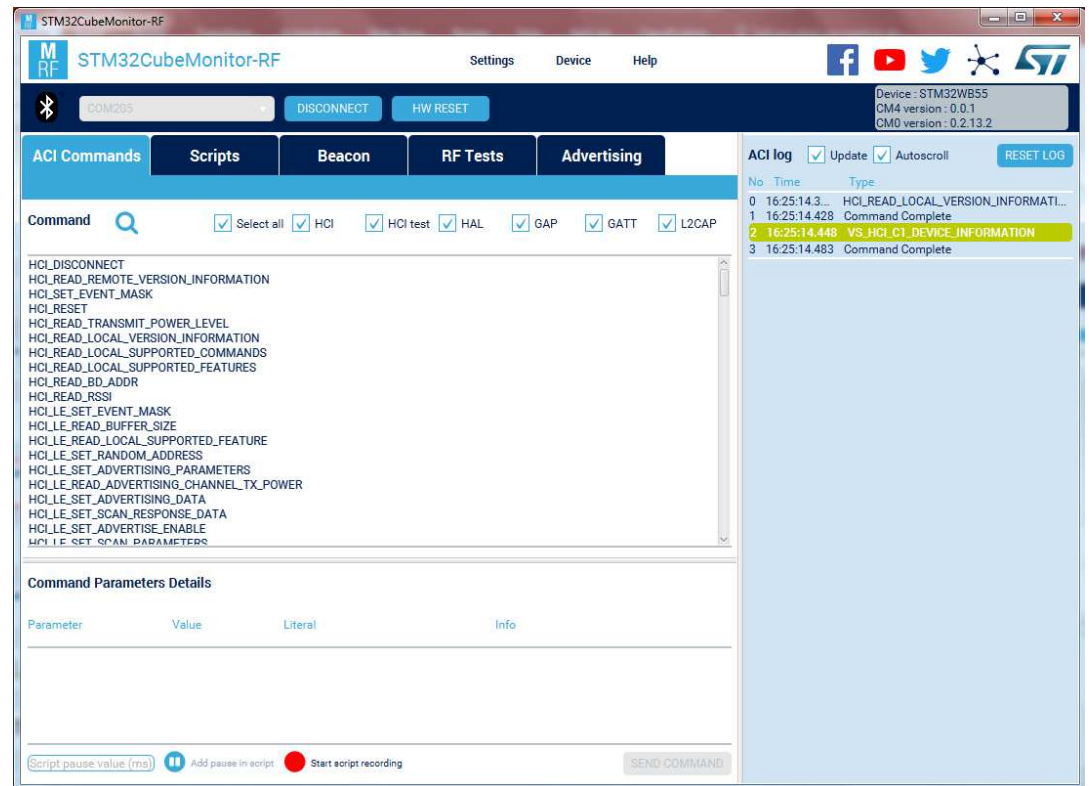 STM32CubeMonitor-RF
M
RF
STM32CubeMonitor-RF
Settings Device Help
COM205
DISCONNECT
HW RESET
Device : STM32WB55
CM4 version : 0.0.1
CM0 version : 0.2.13.2
ACI Commands Scripts Beacon RF Tests Advertising
Command Select all HCI HCI test HAL GAP GATT L2CAP
HCI_DISCONNECT
HCI_READ_REMOTE_VERSION_INFORMATION
HCI_SET_EVENT_MASK
HCI_RESET
HCI_READ_TRANSMIT_POWER_LEVEL
HCI_READ_LOCAL_VERSION_INFORMATION
HCI_READ_LOCAL_SUPPORTED_COMMANDS
HCI_READ_LOCAL_SUPPORTED_FEATURES
HCI_READ_BD_ADDR
HCI_READ_RSSI
HCI_LE_SET_EVENT_MASK
HCI_LE_READ_BUFFER_SIZE
HCI_LE_READ_LOCAL_SUPPORTED_FEATURE
HCI_LE_SET_RANDOM_ADDRESS
HCI_LE_SET_ADVERTISING_PARAMETERS
HCI_LE_READ_ADVERTISING_CHANNEL_TX_POWER
HCI_LE_SET_ADVERTISING_DATA
HCI_LE_SET_SCAN_RESPONSE_DATA
HCI_LE_SET_ADVERTISE_ENABLE
HCI_LE_SET_SCAN_PARAMETERS
Command Parameters Details
Parameter Value Literal Info
Script pause value (ms) Add pause in script Start script recording SEND COMMAND
ACI log Update Autoscroll RESET LOG
No Time Type
0 16:25:14.3... HCI_READ_LOCAL_VERSION_INFORMATI...
1 16:25:14.428 Command Complete
2 16:25:14.448 VS_HCI_C1_DEVICE_INFORMATION
3 16:25:14.483 Command Complete